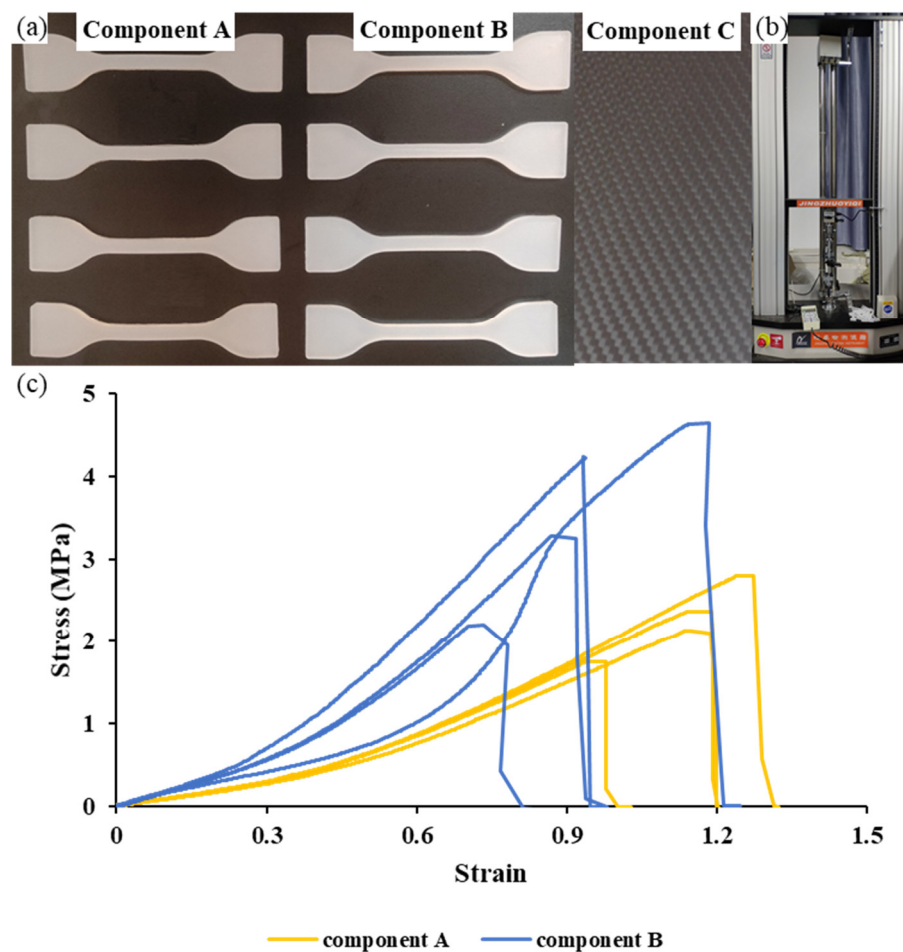 (a) Component A Component B Component C (b)
JINGZHUOYIQI
(c)
5
4
3
2
1
0
Stress (MPa)
0 0.3 0.6 0.9 1.2 1.5
Strain
component A component B